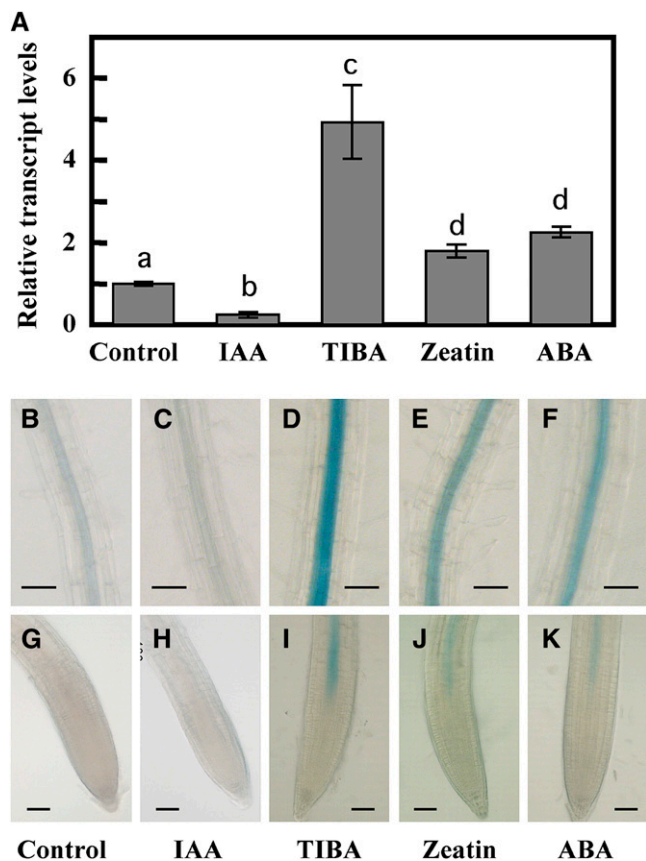 A
Relative transcript levels
6
4
2
0
a
b
c
d
d
Control IAA TIBA Zeatin ABA
B C D E F
G H I J K
Control IAA TIBA Zeatin ABA